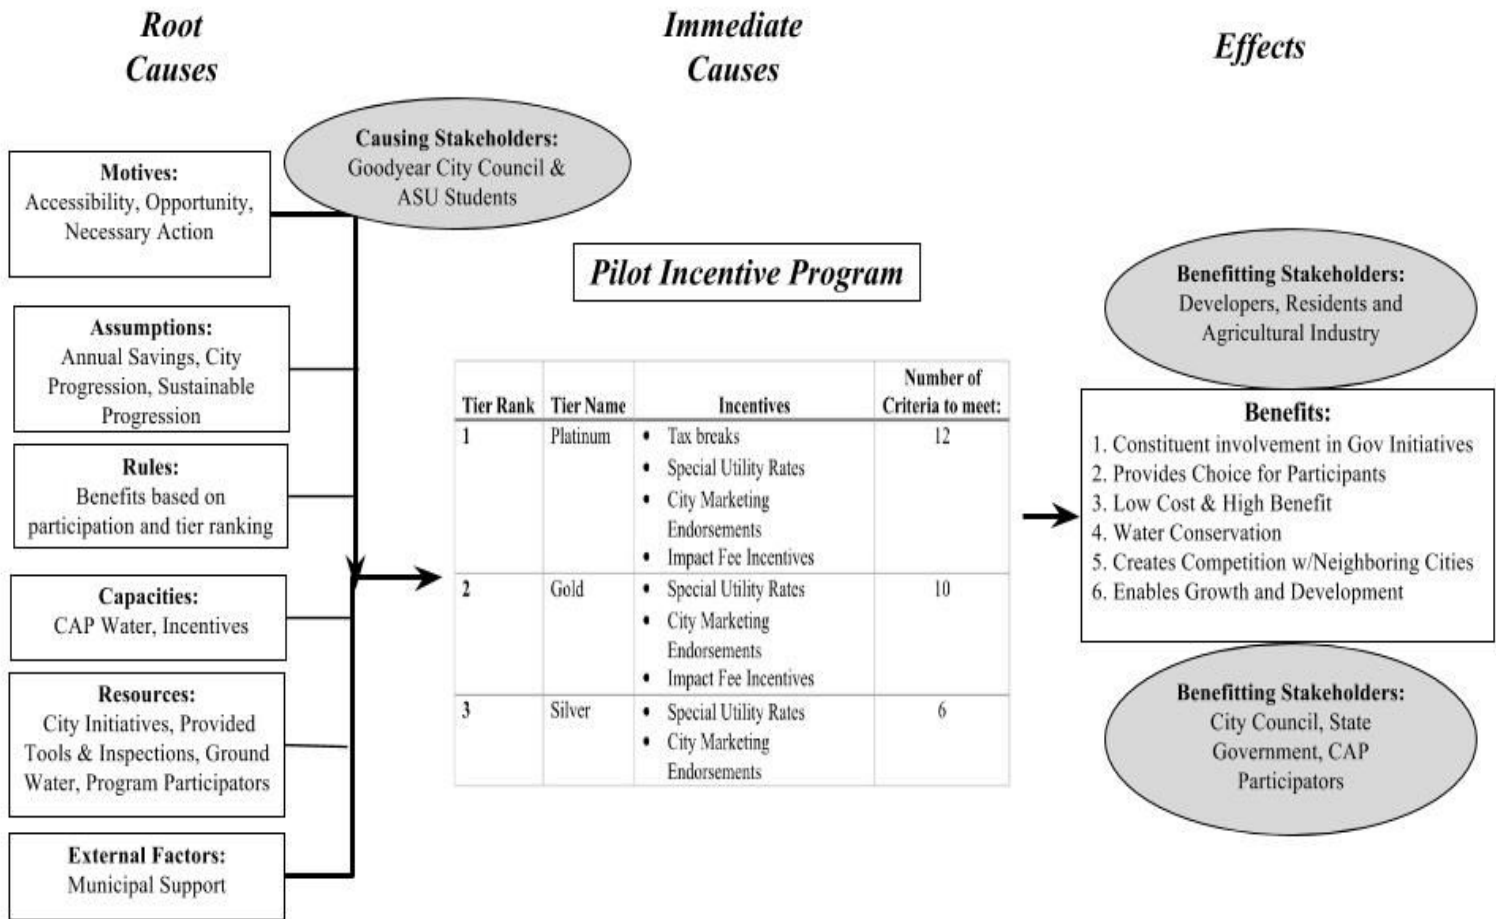 Root
Causes
Immediate
Causes
Effects
Causing Stakeholders:
Goodyear City Council &
ASU Students
Motives:
Accessibility, Opportunity,
Necessary Action
Assumptions:
Annual Savings, City
Progression, Sustainable
Progression
Rules:
Benefits based on
participation and tier ranking
Capacities:
CAP Water, Incentives
Resources:
City Initiatives, Provided
Tools & Inspections, Ground
Water, Program Participators
External Factors:
Municipal Support
Pilot Incentive Program
Tier Rank Tier Name Incentives Number of
Criteria to meet:
1 Platinum • Tax breaks 12
• Special Utility Rates
• City Marketing
Endorsements
• Impact Fee Incentives
2 Gold • Special Utility Rates 10
• City Marketing
Endorsements
• Impact Fee Incentives
3 Silver • Special Utility Rates 6
• City Marketing
Endorsements
Benefitting Stakeholders:
Developers, Residents and
Agricultural Industry
Benefits:
1. Constituent involvement in Gov Initiatives
2. Provides Choice for Participants
3. Low Cost & High Benefit
4. Water Conservation
5. Creates Competition w/Neighboring Cities
6. Enables Growth and Development
Benefitting Stakeholders:
City Council, State
Government, CAP
Participators